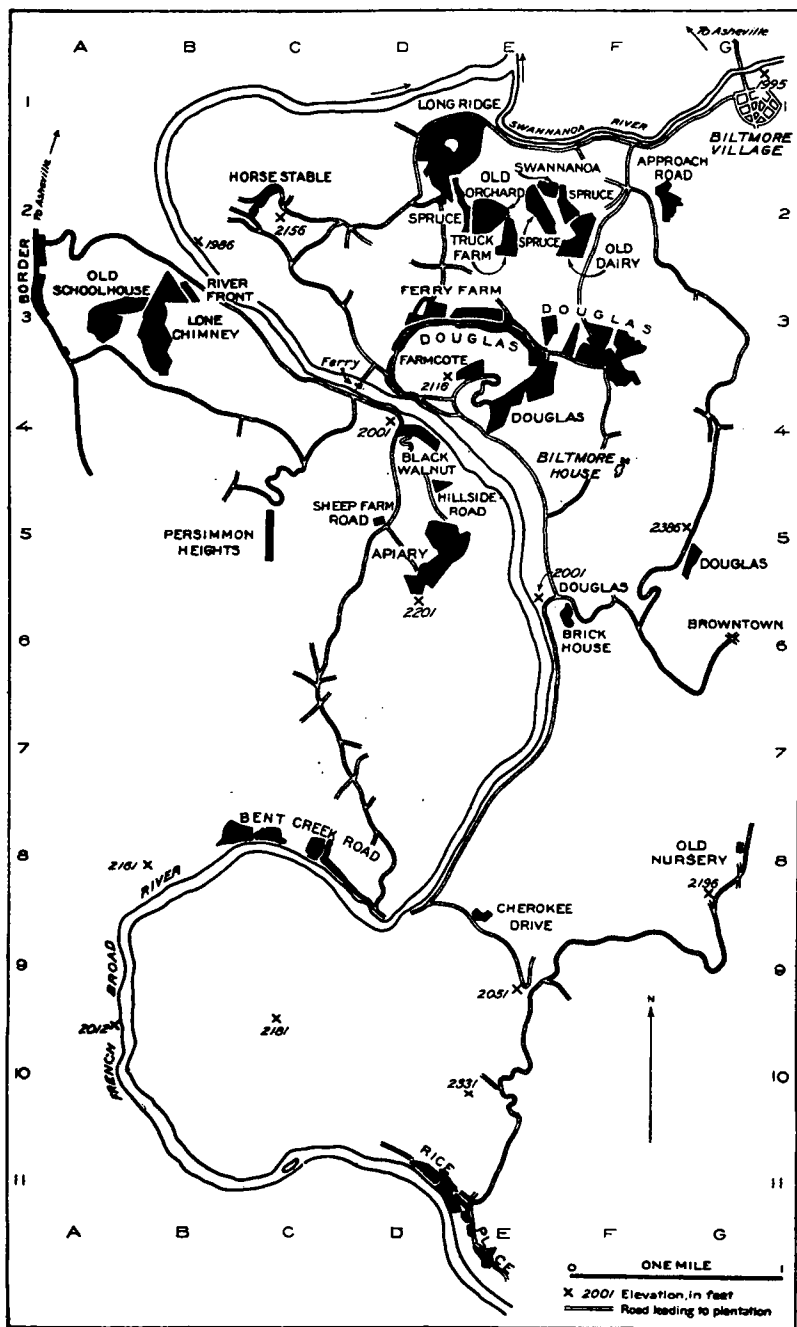 A B C D E F G
To Asheville
1995
1
1
LONG RIDGE
SWANNANOA RIVER
BILTMORE
VILLAGE
To Asheville
HORSE STABLE
SWANNANOA
APPROACH
ROAD
OLD
ORCHARD
SPRUCE
2
2
2156
SPRUCE
TRUCK
FARM
SPRUCE
OLD
DAIRY
1986
BORDER
OLD
SCHOOLHOUSE
RIVER
FRONT
FERRY FARM
3
3
LONE
CHIMNEY
DOUGLAS
DOUGLAS
Ferry
FARMCOTE
2116
DOUGLAS
4
4
2001
BLACK
WALNUT
BILTMORE
HOUSE
HILLSIDE
ROAD
SHEEP FARM
ROAD
PERSIMMON
HEIGHTS
5
5
2386
APIARY
DOUGLAS
2001
DOUGLAS
2201
BRICK
HOUSE
BROWNTOWN
6
6
7
7
BENT CREEK ROAD
OLD
NURSERY
8
8
2161
2196
FRENCH BROAD RIVER
CHEROKEE
DRIVE
9
9
2051
2012
2181
N
10
10
2331
RICE PLACE
11
11
A B C D E F G
0 ONE MILE 1
× 2001 Elevation, in feet
Road leading to plantation